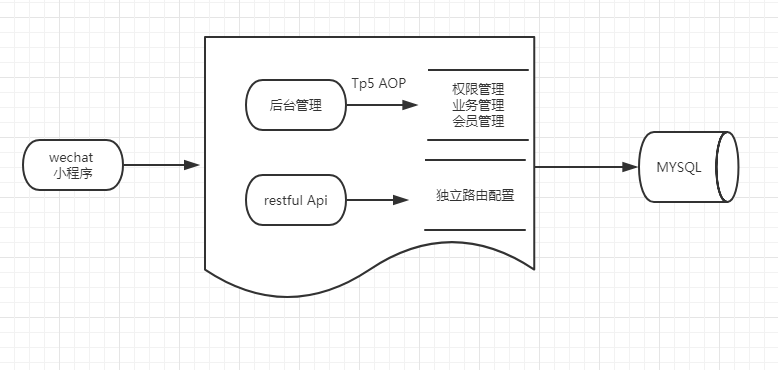 wechat
小程序
后台管理
Tp5 AOP
权限管理
业务管理
会员管理
restful Api
独立路由配置
MYSQL